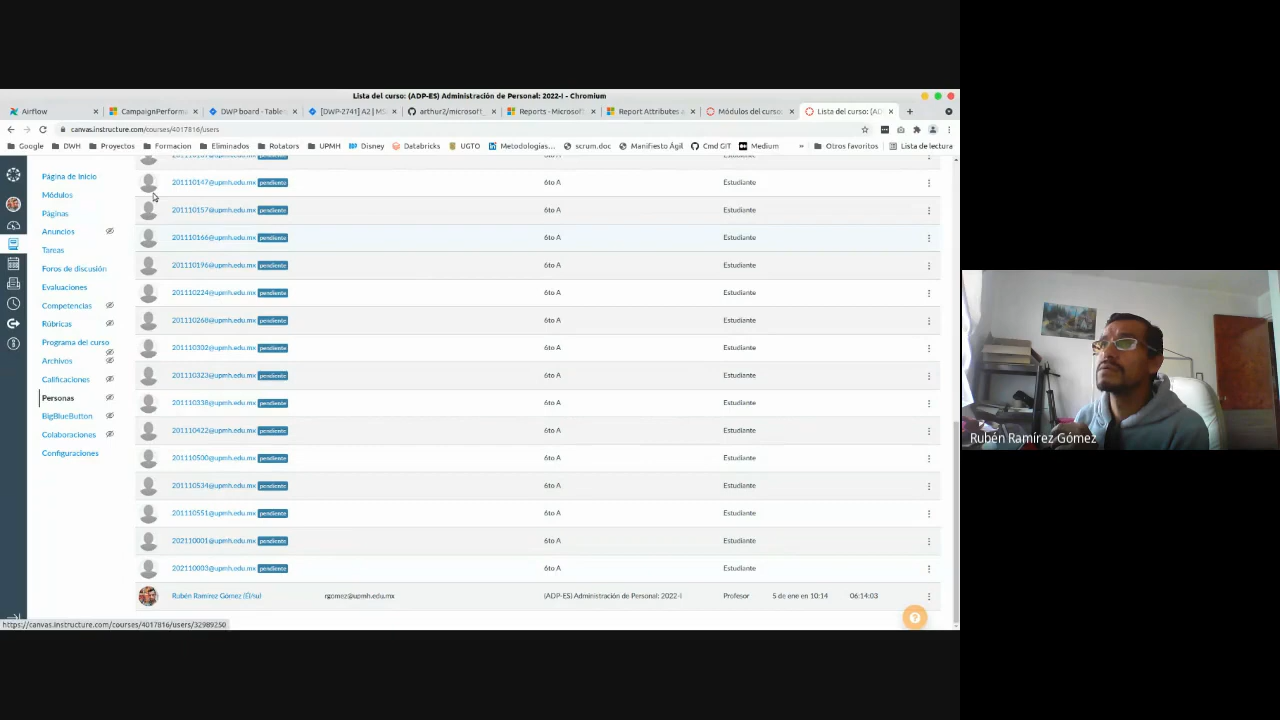 Lista del curso: (ADP-ES) Administración de Personal: 2022-I - Chromium
Airflow
CampaignPerforma
DWP board - Table
[DWP-2741] A2 | MS
arthur2/microsoft_
Reports - Microsoft
Report Attributes a
Módulos del curso
Lista del curso: (AD
canvas.instructure.com/courses/4017816/users
Google DWH Proyectos Formacion Eliminados Rotators UPMH Disney Databricks UGTO Metodologias... scrum.doc Manifiesto Ágil Cmd GIT Medium » Otros favoritos Lista de lectura
Página de Inicio
Módulos
Páginas
Anuncios
Tareas
Foros de discusión
Evaluaciones
Competencias
Rúbricas
Programa del curso
Archivos
Calificaciones
Personas
BigBlueButton
Colaboraciones
Configuraciones
6to A Estudiante
201110147@upmh.edu.mx pendiente 6to A Estudiante
201110157@upmh.edu.mx pendiente 6to A Estudiante
201110166@upmh.edu.mx pendiente 6to A Estudiante
201110196@upmh.edu.mx pendiente 6to A Estudiante
201110224@upmh.edu.mx pendiente 6to A Estudiante
201110268@upmh.edu.mx pendiente 6to A Estudiante
201110302@upmh.edu.mx pendiente 6to A Estudiante
201110323@upmh.edu.mx pendiente 6to A Estudiante
201110338@upmh.edu.mx pendiente 6to A Estudiante
201110422@upmh.edu.mx pendiente 6to A Estudiante
201110500@upmh.edu.mx pendiente 6to A Estudiante
201110534@upmh.edu.mx pendiente 6to A Estudiante
201110551@upmh.edu.mx pendiente 6to A Estudiante
202110001@upmh.edu.mx pendiente 6to A Estudiante
202110003@upmh.edu.mx pendiente 6to A Estudiante
Rubén Ramírez Gómez (Él/su) rgomez@upmh.edu.mx (ADP-ES) Administración de Personal: 2022-I Profesor 5 de ene en 10:14 06:14:03
https://canvas.instructure.com/courses/4017816/users/32989250
Rubén Ramírez Gómez